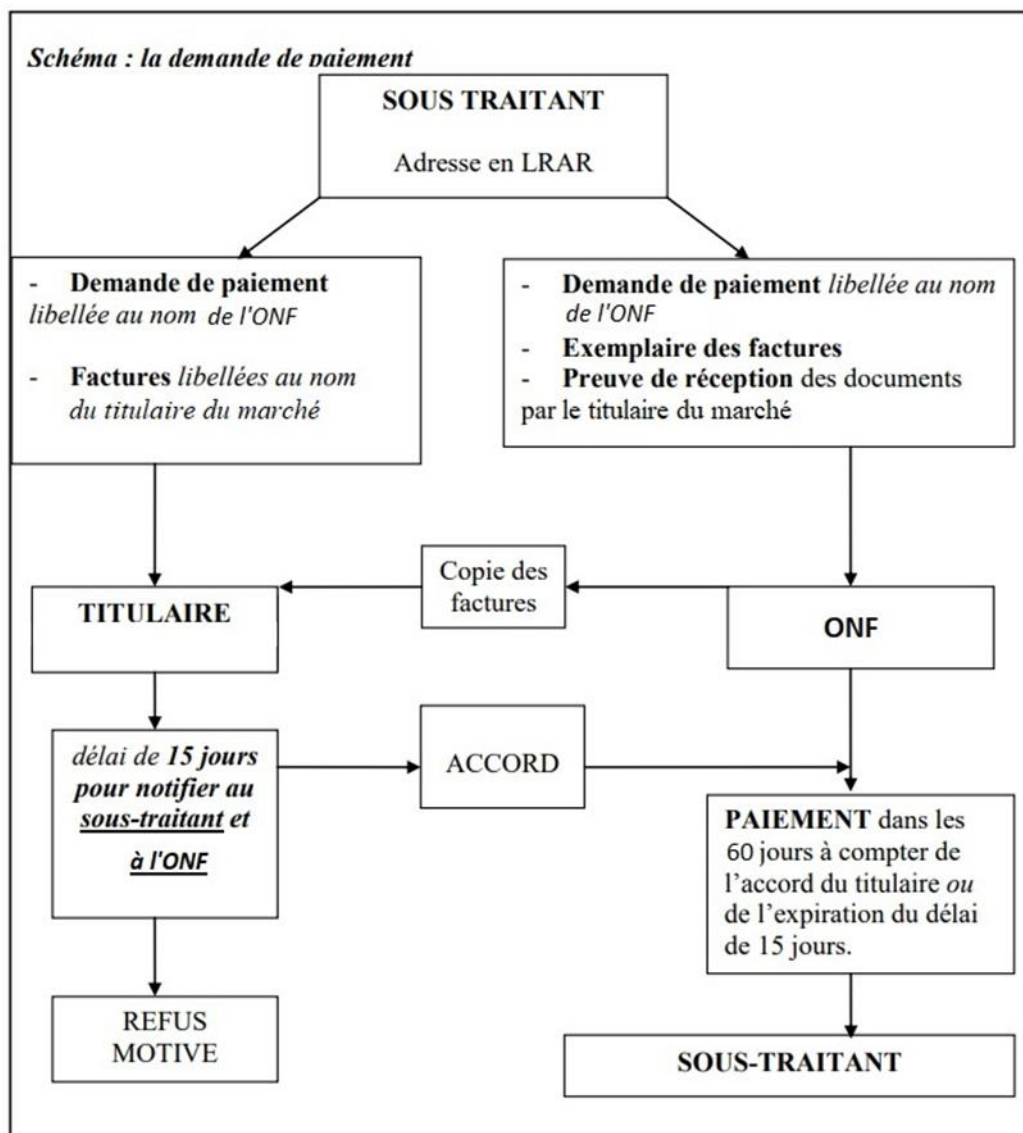 Schéma : la demande de paiement
SOUS TRAITANT
Adresse en LRAR
- Demande de paiement
libellée au nom de l'ONF
- Factures libellées au nom
du titulaire du marché
- Demande de paiement libellée au nom
de l'ONF
- Exemplaire des factures
- Preuve de réception des documents
par le titulaire du marché
Copie des
factures
TITULAIRE
ONF
délai de 15 jours
pour notifier au
sous-traitant et
à l'ONF
ACCORD
PAIEMENT dans les
60 jours à compter de
l’accord du titulaire ou
de l’expiration du délai
de 15 jours.
REFUS
MOTIVE
SOUS-TRAITANT